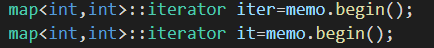 map<int,int>::iterator iter=memo.begin();
map<int,int>::iterator it=memo.begin();